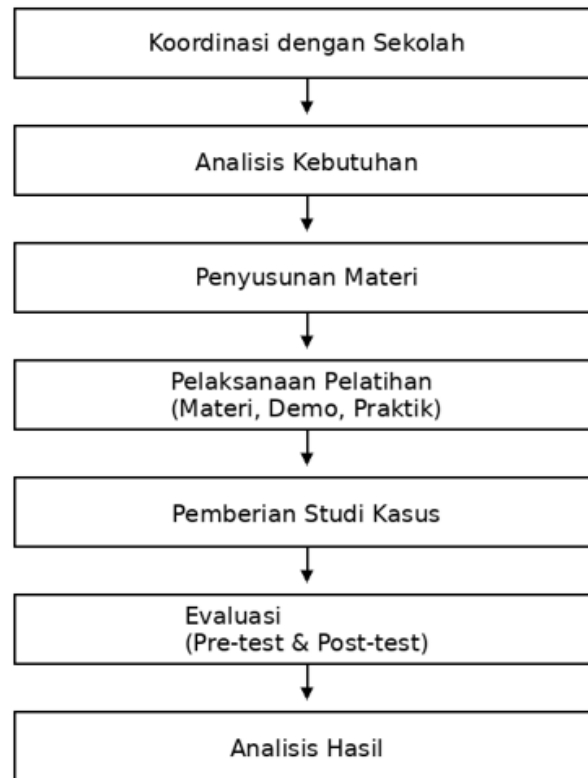 Koordinasi dengan Sekolah
Analisis Kebutuhan
Penyusunan Materi
Pelaksanaan Pelatihan
(Materi, Demo, Praktik)
Pemberian Studi Kasus
Evaluasi
(Pre-test & Post-test)
Analisis Hasil